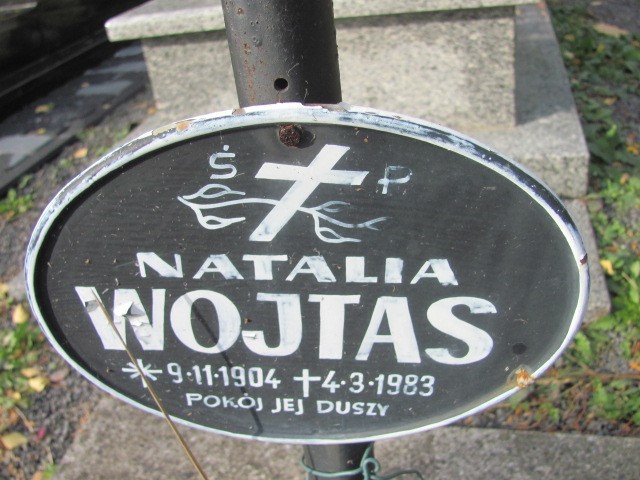 Ś P
NATALIA
WOJTAS
* 9·11·1904 † 4·3·1983
POKÓJ JEJ DUSZY